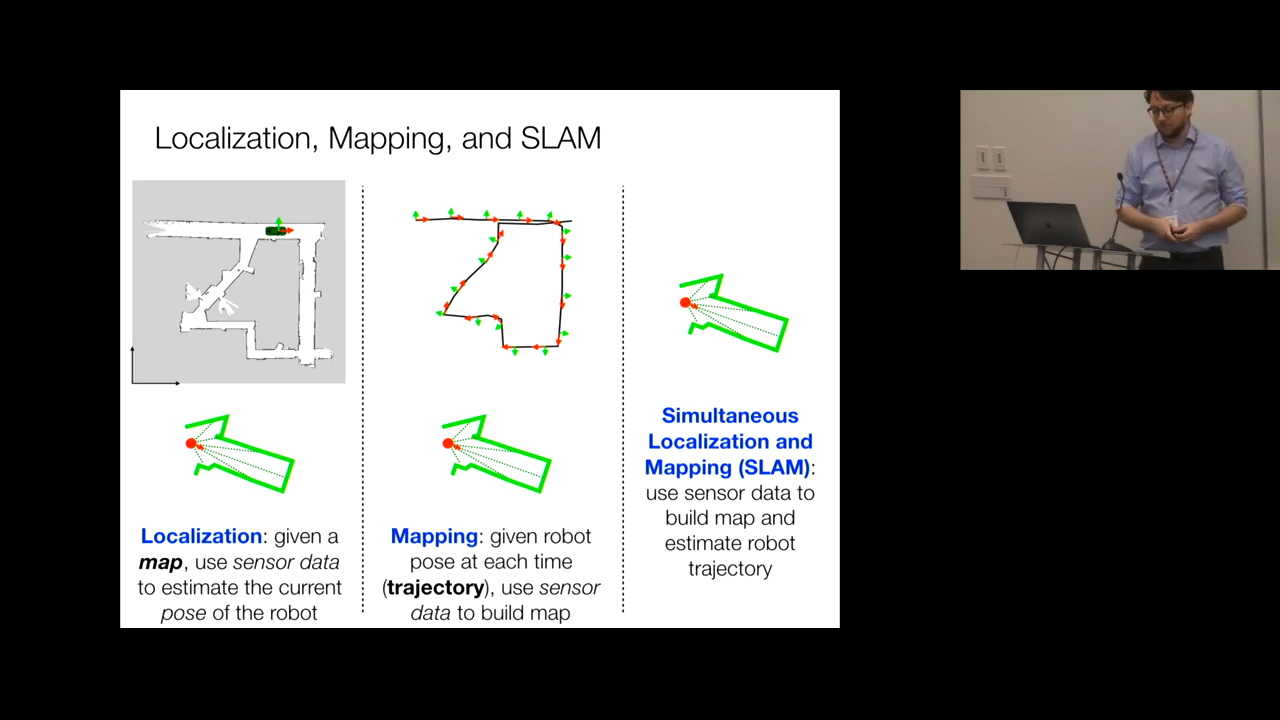 Localization, Mapping, and SLAM
Localization: given a
map, use sensor data
to estimate the current
pose of the robot
Mapping: given robot
pose at each time
(trajectory), use sensor
data to build map
Simultaneous
Localization and
Mapping (SLAM):
use sensor data to
build map and
estimate robot
trajectory